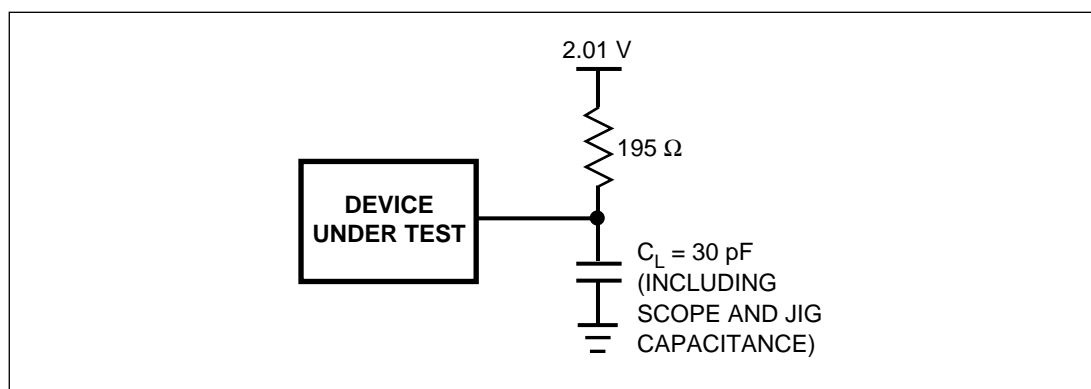 2.01 V
195 Ω
DEVICE
UNDER TEST
C_L = 30 pF
(INCLUDING
SCOPE AND JIG
CAPACITANCE)